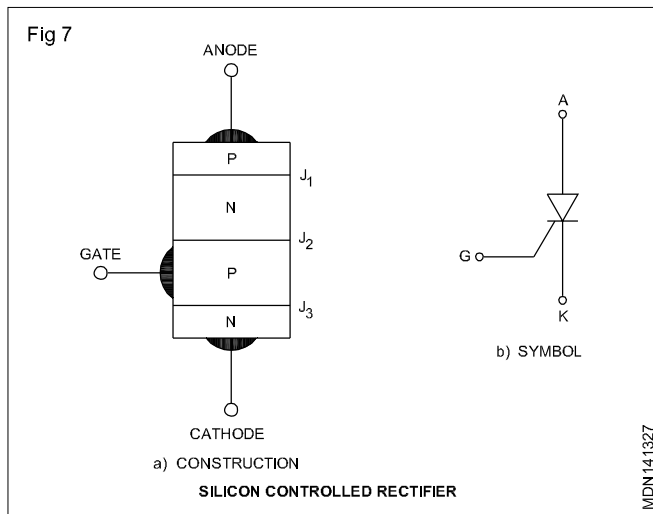 Fig 7
ANODE
P
J1
N
J2
GATE
P
J3
N
CATHODE
a) CONSTRUCTION
A
G
K
b) SYMBOL
SILICON CONTROLLED RECTIFIER
MDN141327